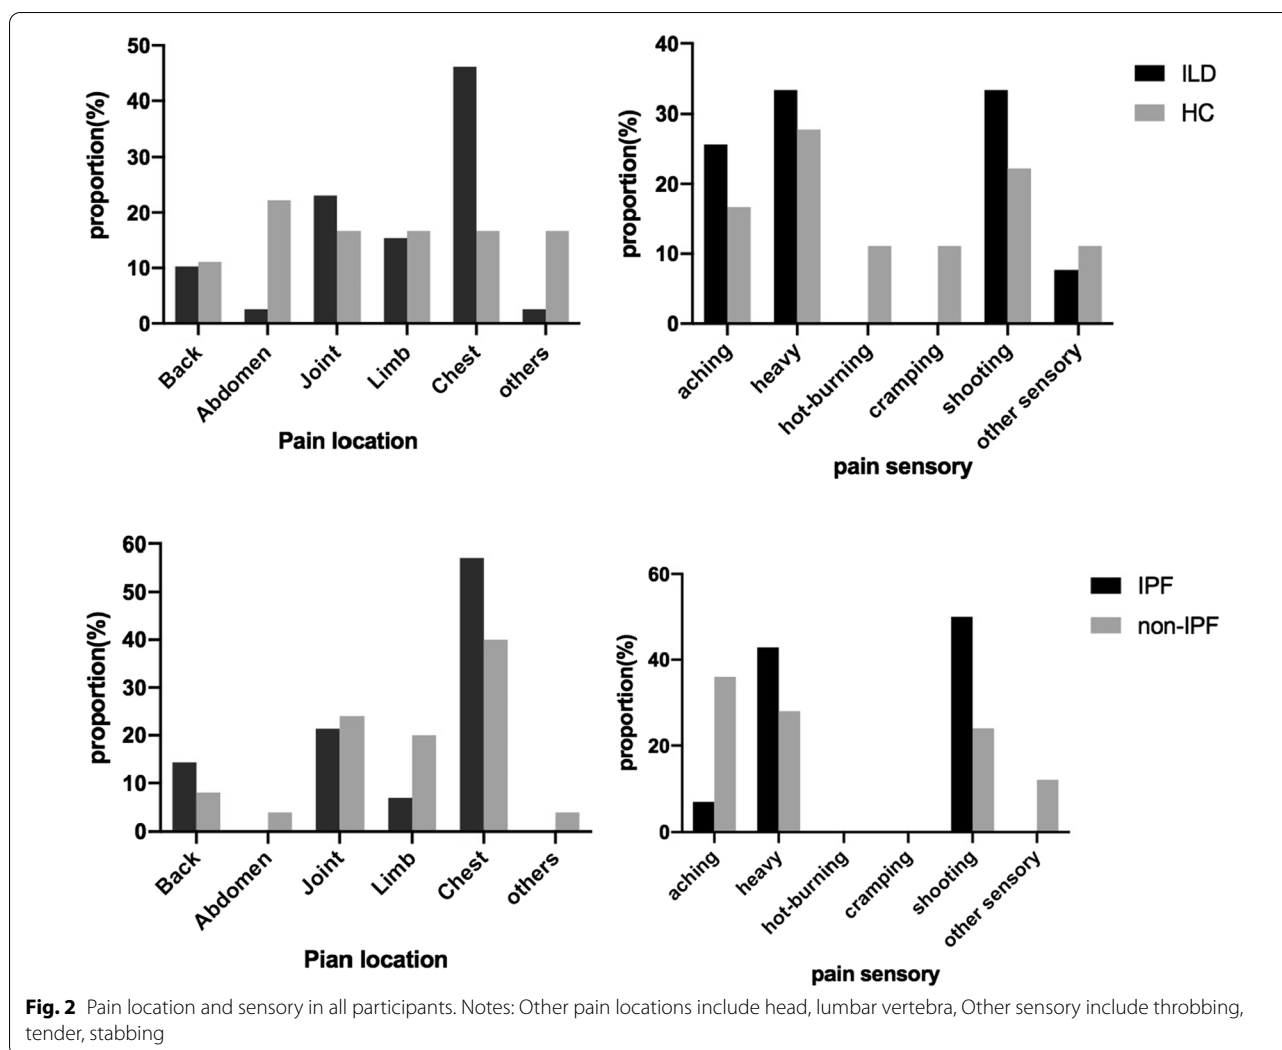 50
40
30
20
10
0
proportion(%)
Back
Abdomen
Joint
Limb
Chest
others
Pain location
40
30
20
10
0
proportion(%)
aching
heavy
hot-burning
cramping
shooting
other sensory
pain sensory
ILD
HC
60
50
40
30
20
10
0
proportion(%)
Back
Abdomen
Joint
Limb
Chest
others
Pian location
60
40
20
0
proportion(%)
aching
heavy
hot-burning
cramping
shooting
other sensory
pain sensory
IPF
non-IPF
Fig. 2 Pain location and sensory in all participants. Notes: Other pain locations include head, lumbar vertebra, Other sensory include throbbing,
tender, stabbing